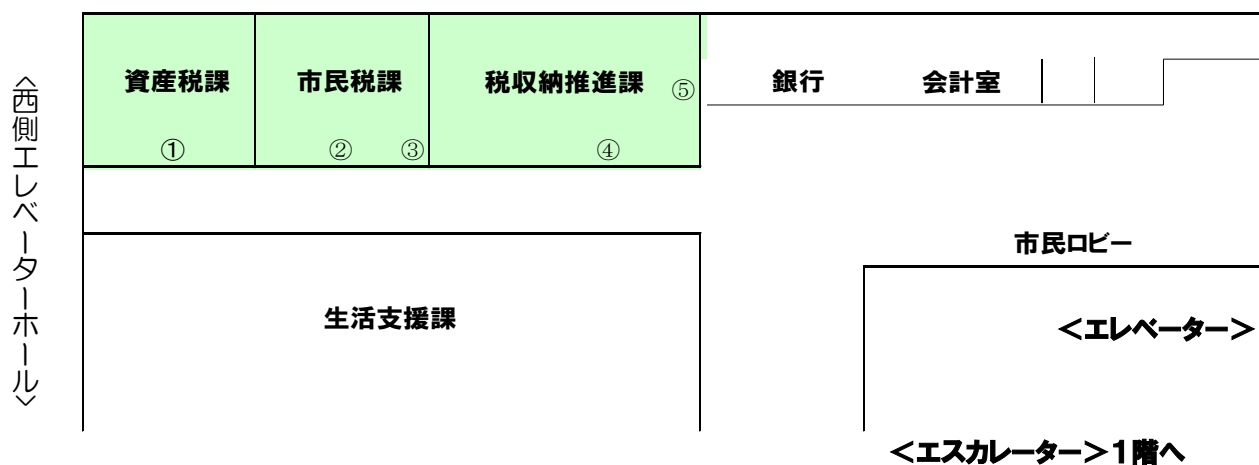 資産税課
市民税課
税収納推進課
⑤
銀行
会計室
①
②
③
④
<西側エレベーターホール>
市民ロビー
生活支援課
<エレベーター>
<エスカレーター>1階へ